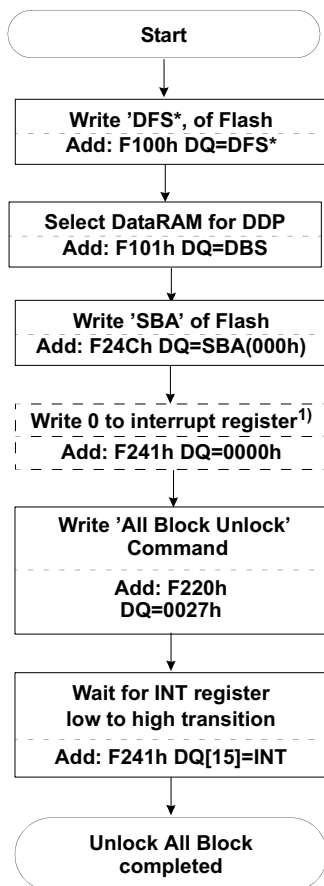 Start
Write 'DFS*, of Flash
Add: F100h DQ=DFS*
Select DataRAM for DDP
Add: F101h DQ=DBS
Write 'SBA' of Flash
Add: F24Ch DQ=SBA(000h)
Write 0 to interrupt register1)
Add: F241h DQ=0000h
Write 'All Block Unlock'
Command
Add: F220h
DQ=0027h
Wait for INT register
low to high transition
Add: F241h DQ[15]=INT
Unlock All Block
completed